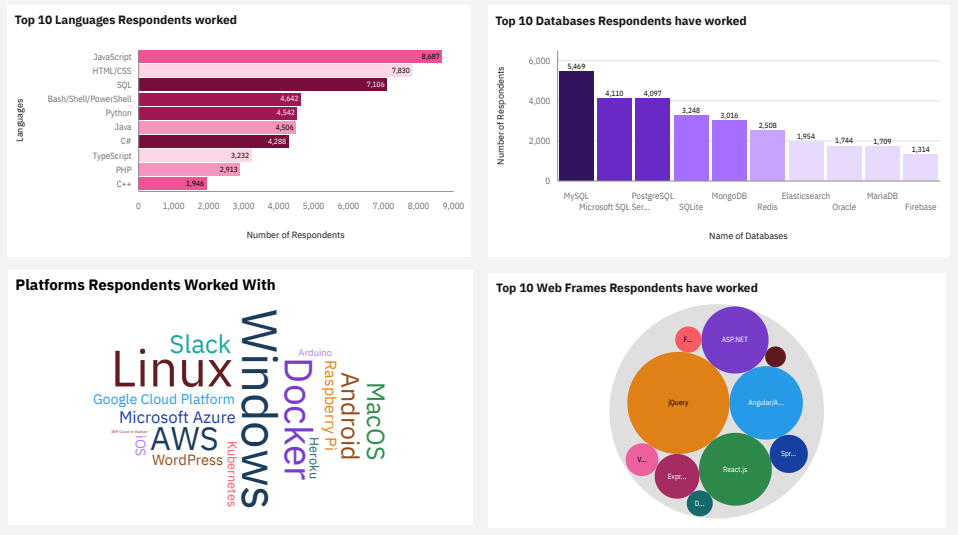 Top 10 Languages Respondents worked
Languages
JavaScript 8,687
HTML/CSS 7,830
SQL 7,106
Bash/Shell/PowerShell 4,642
Python 4,542
Java 4,506
C# 4,288
TypeScript 3,232
PHP 2,913
C++ 1,946
0 1,000 2,000 3,000 4,000 5,000 6,000 7,000 8,000 9,000
Number of Respondents
Top 10 Databases Respondents have worked
Number of Respondents
6,000
4,000
2,000
0
5,469 4,110 4,097 3,248 3,016 2,508 1,954 1,744 1,709 1,314
MySQL PostgreSQL MongoDB Elasticsearch MariaDB
Microsoft SQL Ser... SQLite Redis Oracle Firebase
Name of Databases
Platforms Respondents Worked With
Windows
Slack
Linux
Google Cloud Platform
Microsoft Azure
IBM Cloud or Watson
iOS
AWS
WordPress
Kubernetes
Arduino
Docker
Raspberry Pi
Heroku
Android
MacOS
Top 10 Web Frames Respondents have worked
F...
ASP.NET
jQuery
Angular/A...
Spr...
React.js
V...
Expr...
D...